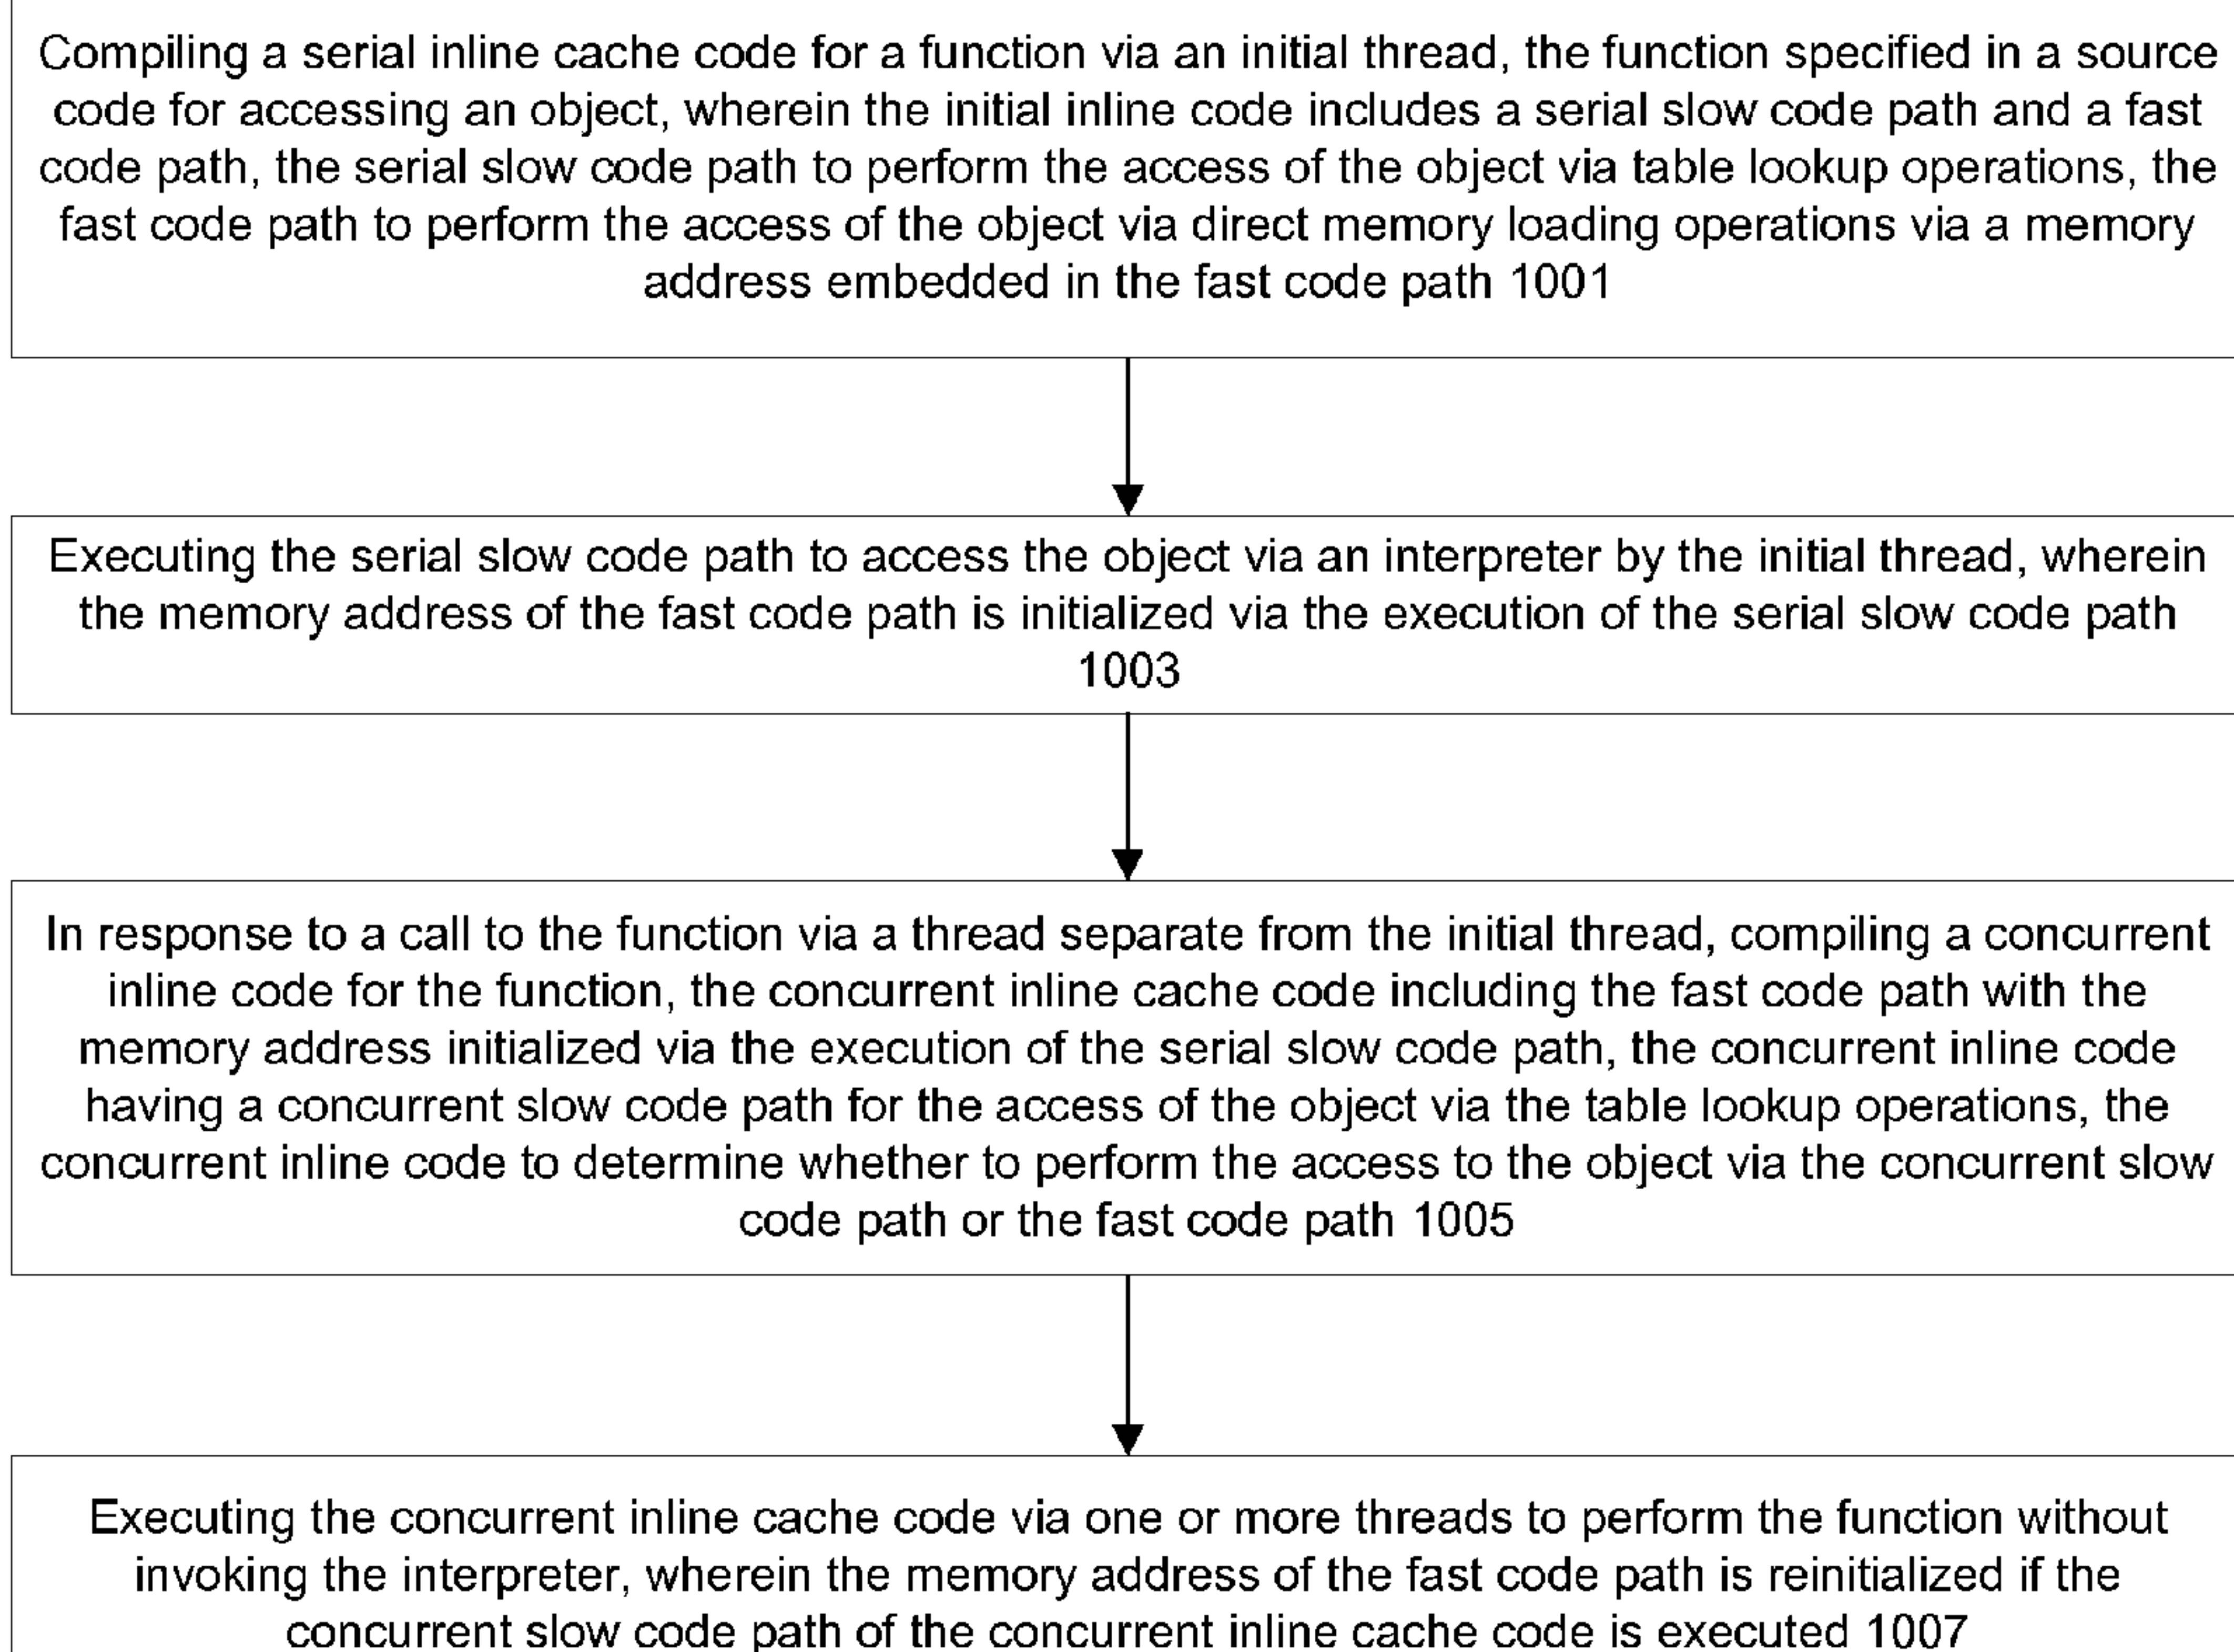 Compiling a serial inline cache code for a function via an initial thread, the function specified in a source
code for accessing an object, wherein the initial inline code includes a serial slow code path and a fast
code path, the serial slow code path to perform the access of the object via table lookup operations, the
fast code path to perform the access of the object via direct memory loading operations via a memory
address embedded in the fast code path 1001
Executing the serial slow code path to access the object via an interpreter by the initial thread, wherein
the memory address of the fast code path is initialized via the execution of the serial slow code path
1003
In response to a call to the function via a thread separate from the initial thread, compiling a concurrent
inline code for the function, the concurrent inline cache code including the fast code path with the
memory address initialized via the execution of the serial slow code path, the concurrent inline code
having a concurrent slow code path for the access of the object via the table lookup operations, the
concurrent inline code to determine whether to perform the access to the object via the concurrent slow
code path or the fast code path 1005
Executing the concurrent inline cache code via one or more threads to perform the function without
invoking the interpreter, wherein the memory address of the fast code path is reinitialized if the
concurrent slow code path of the concurrent inline cache code is executed 1007